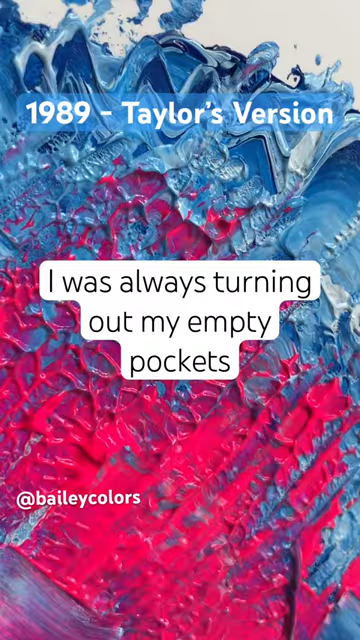 1989 - Taylor's Version
I was always turning
out my empty
pockets
@baileycolors